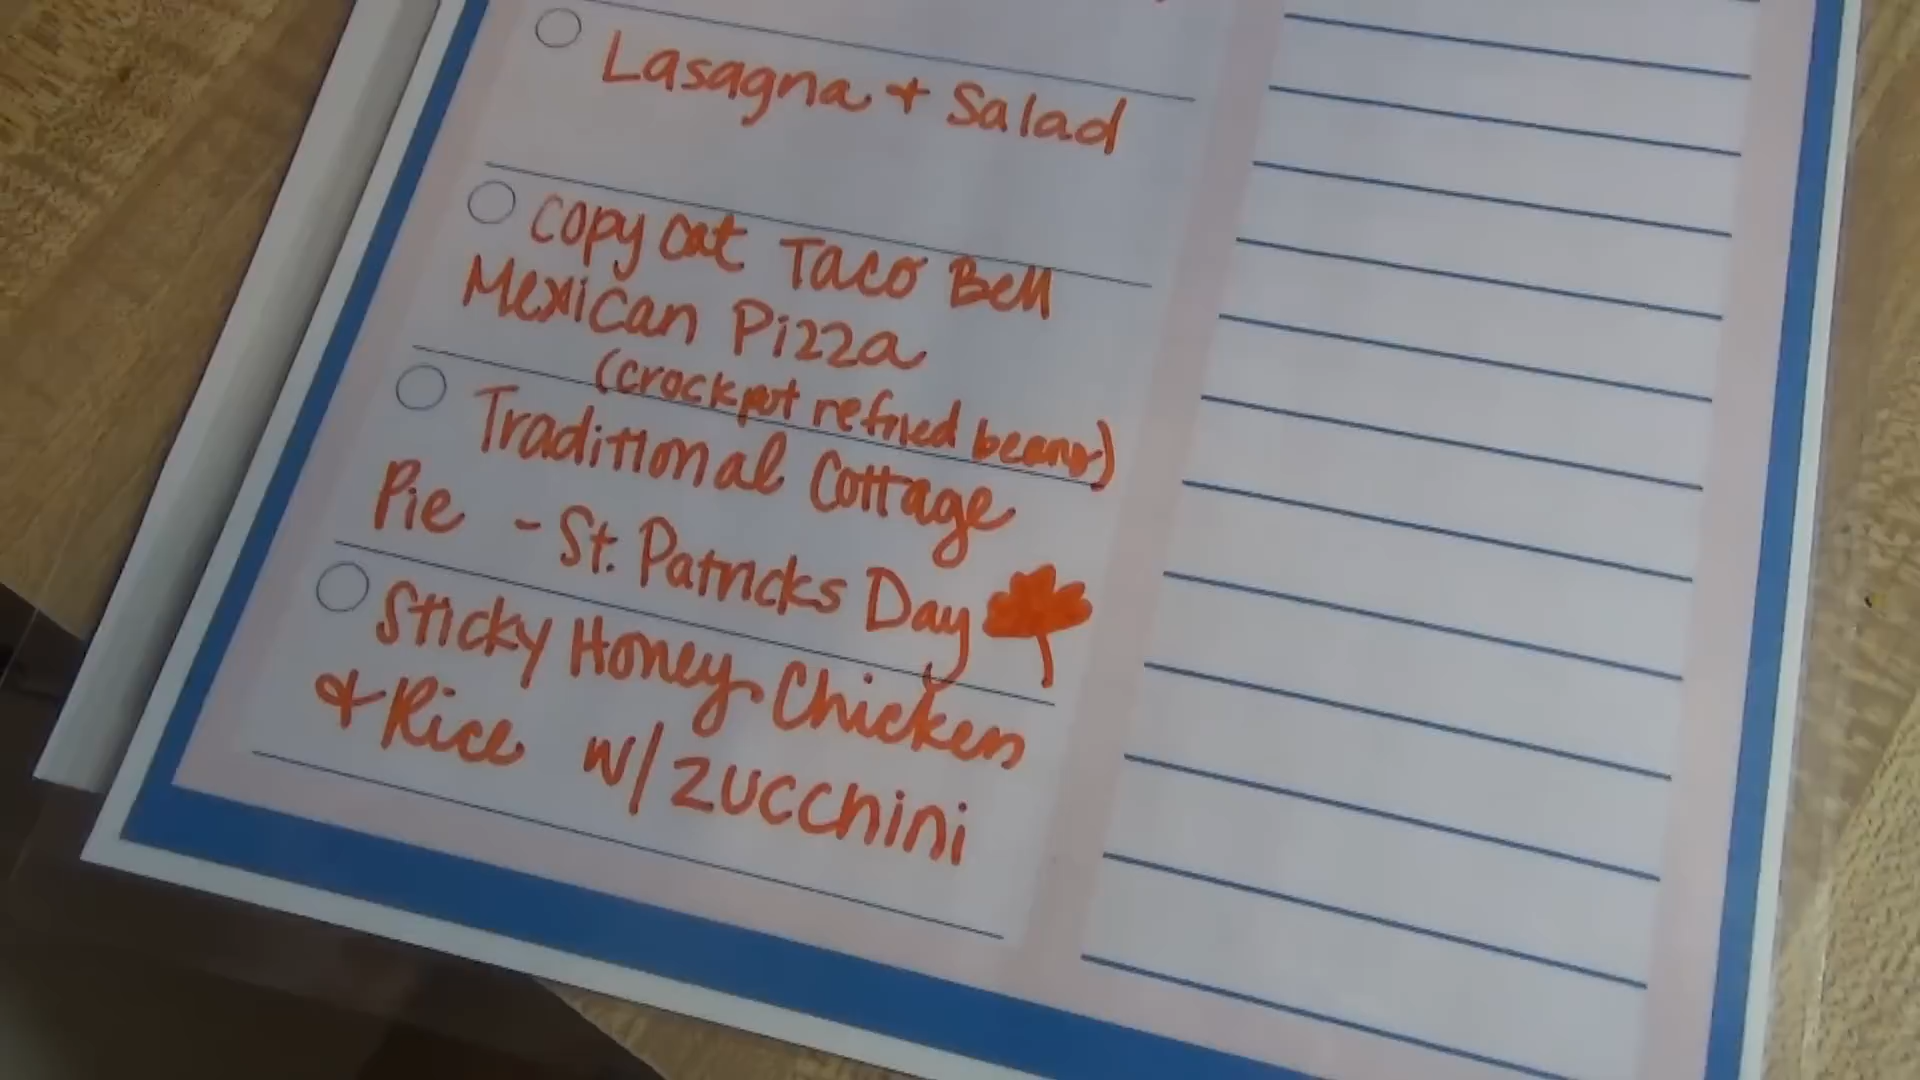 Lasagna + Salad
Copy Cat Taco Bell
Mexican Pizza
(crockpot refried beans)
Traditional Cottage
Pie - St. Patricks Day
Sticky Honey Chicken
& Rice w/ Zucchini